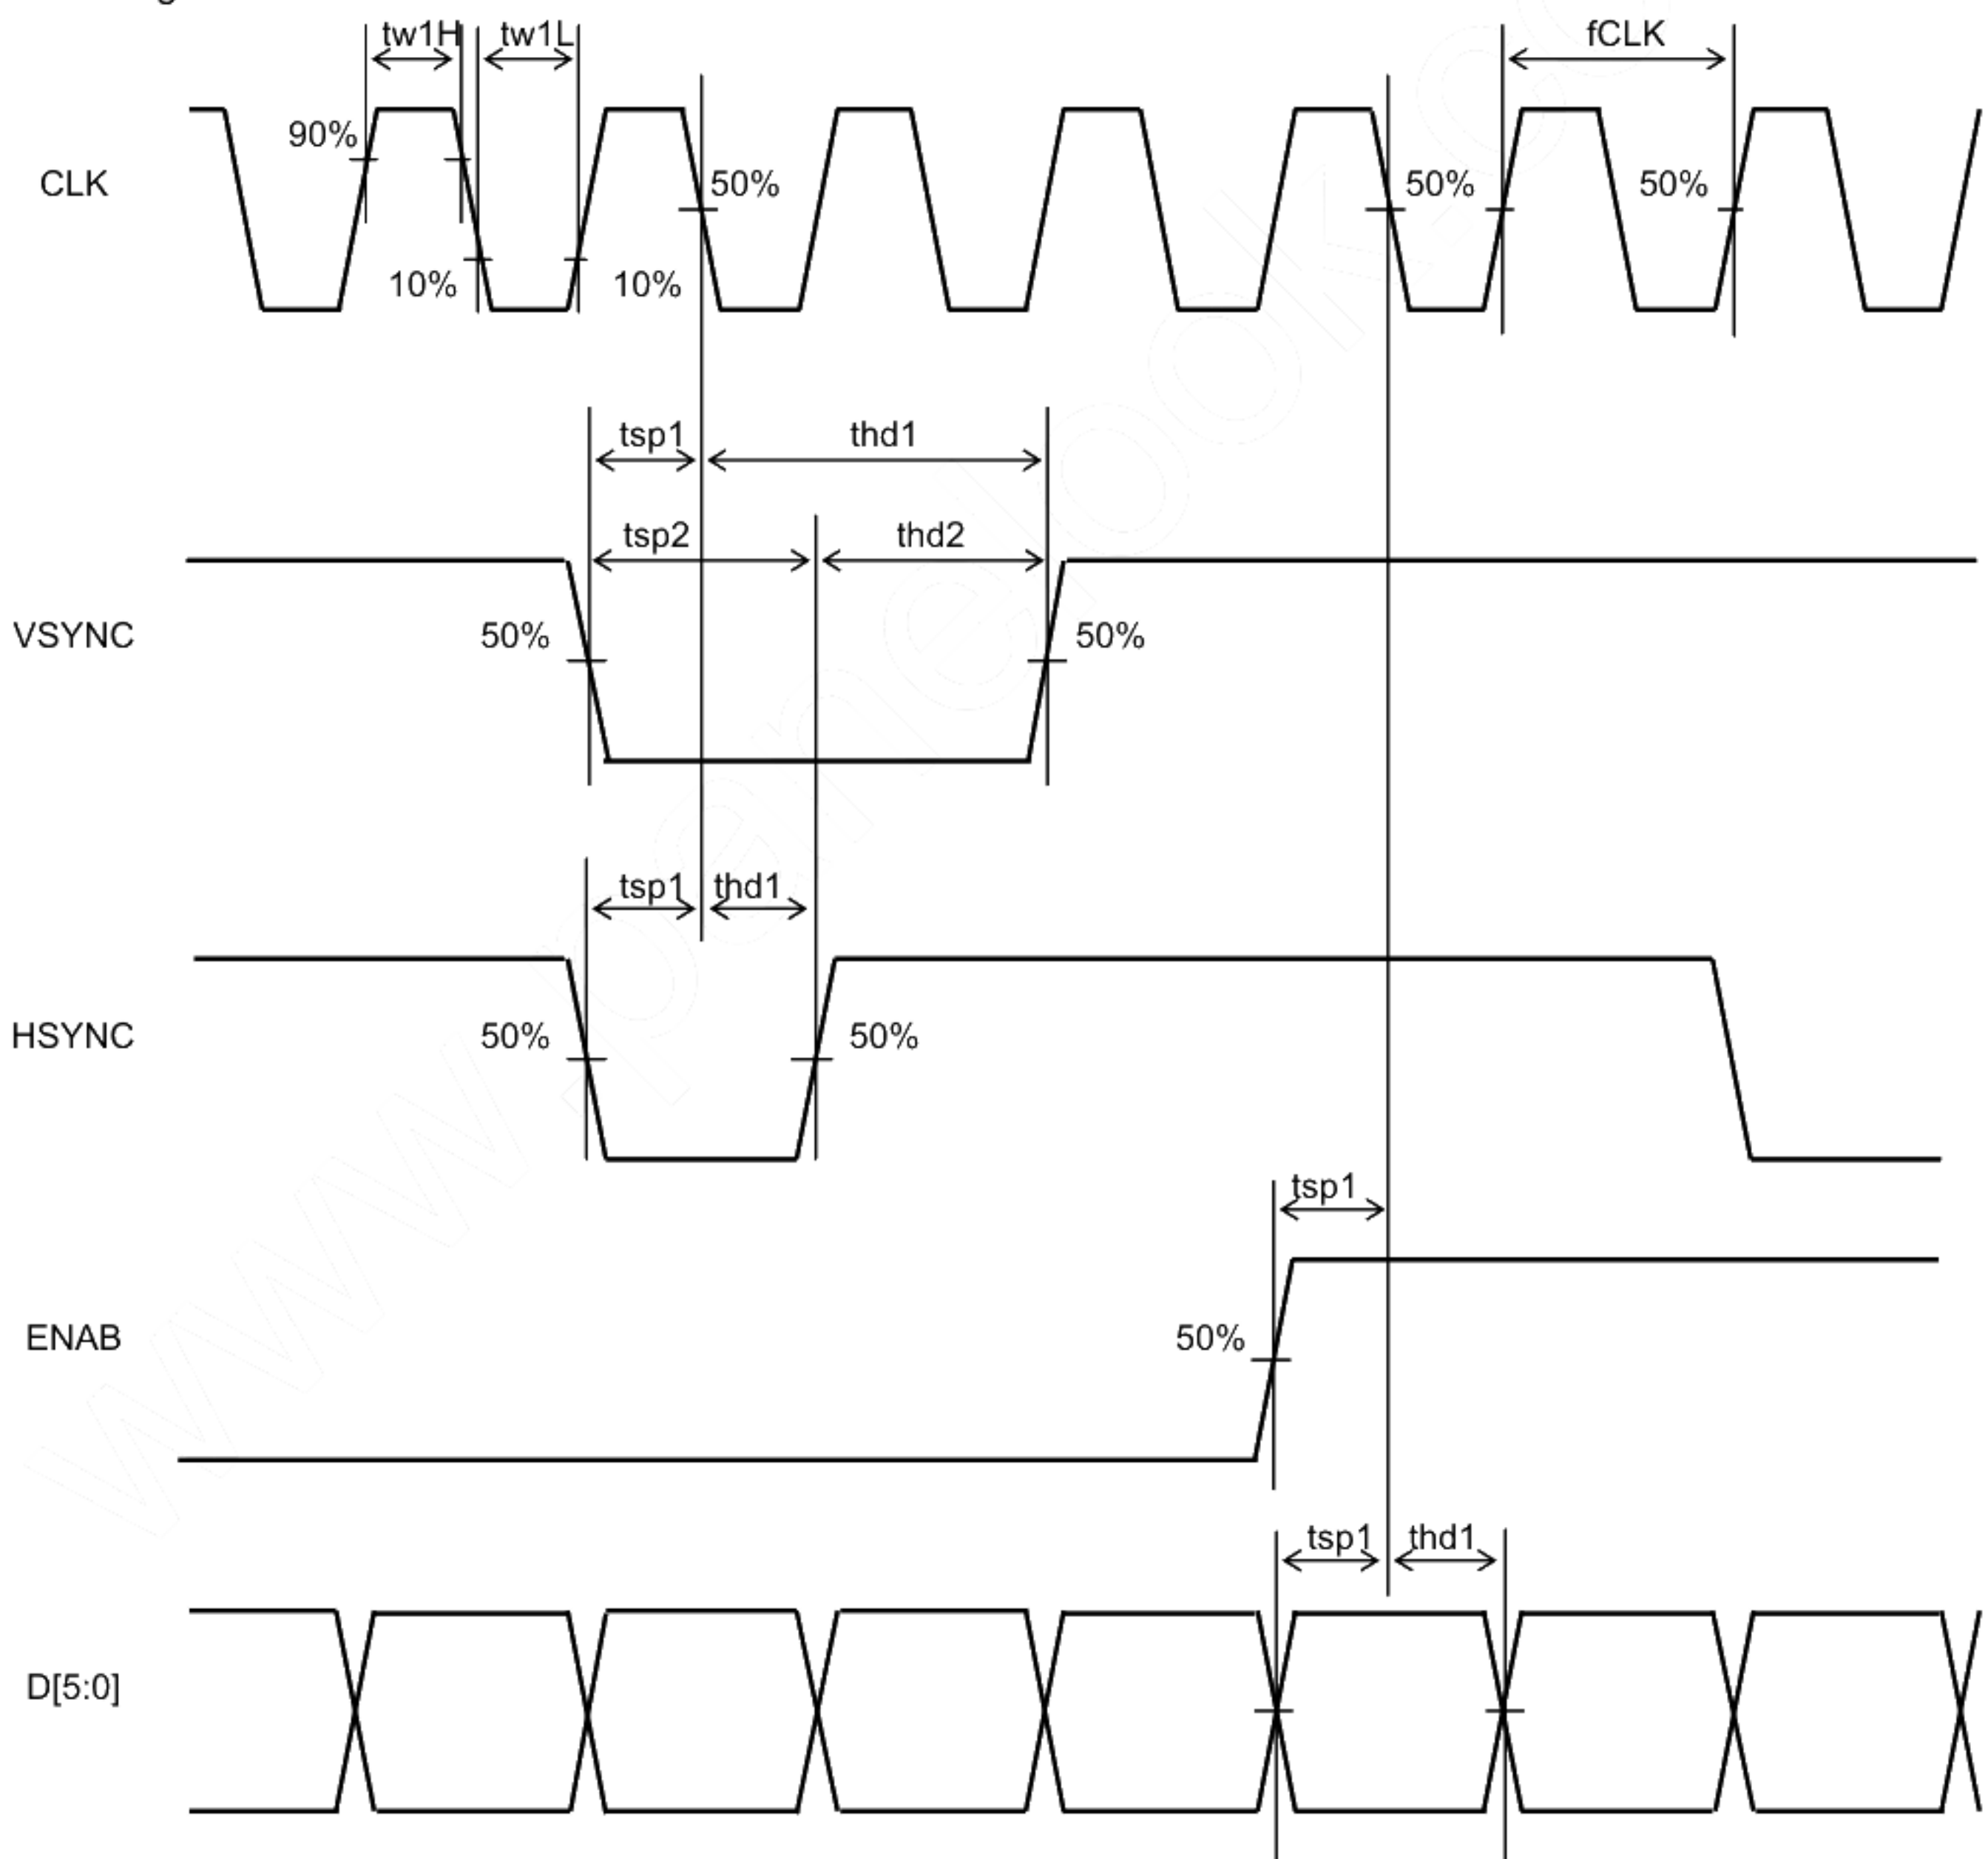 tw1H tw1L fCLK
90%
CLK 50% 50% 50%
10% 10%
tsp1 thd1
tsp2 thd2
VSYNC 50% 50%
tsp1 thd1
HSYNC 50% 50%
tsp1
ENAB 50%
tsp1 thd1
D[5:0]